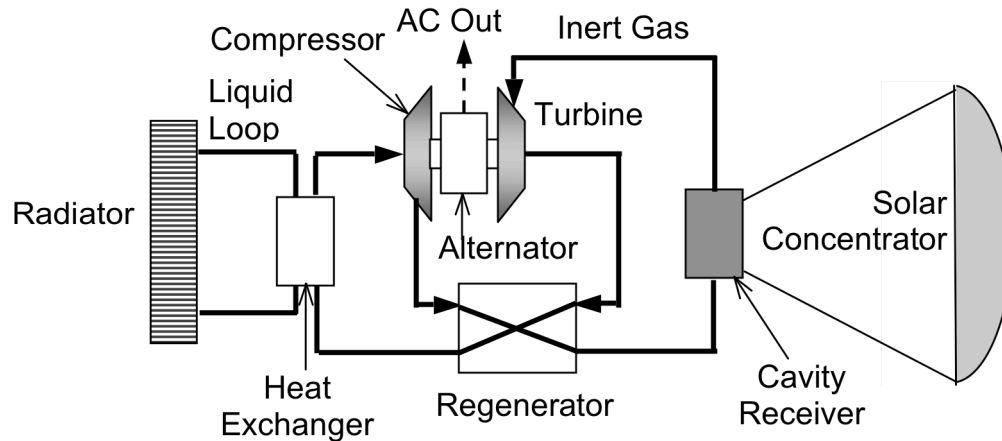 AC Out
Compressor
Inert Gas
Liquid
Loop
Turbine
Radiator
Solar
Concentrator
Alternator
Heat
Exchanger
Regenerator
Cavity
Receiver